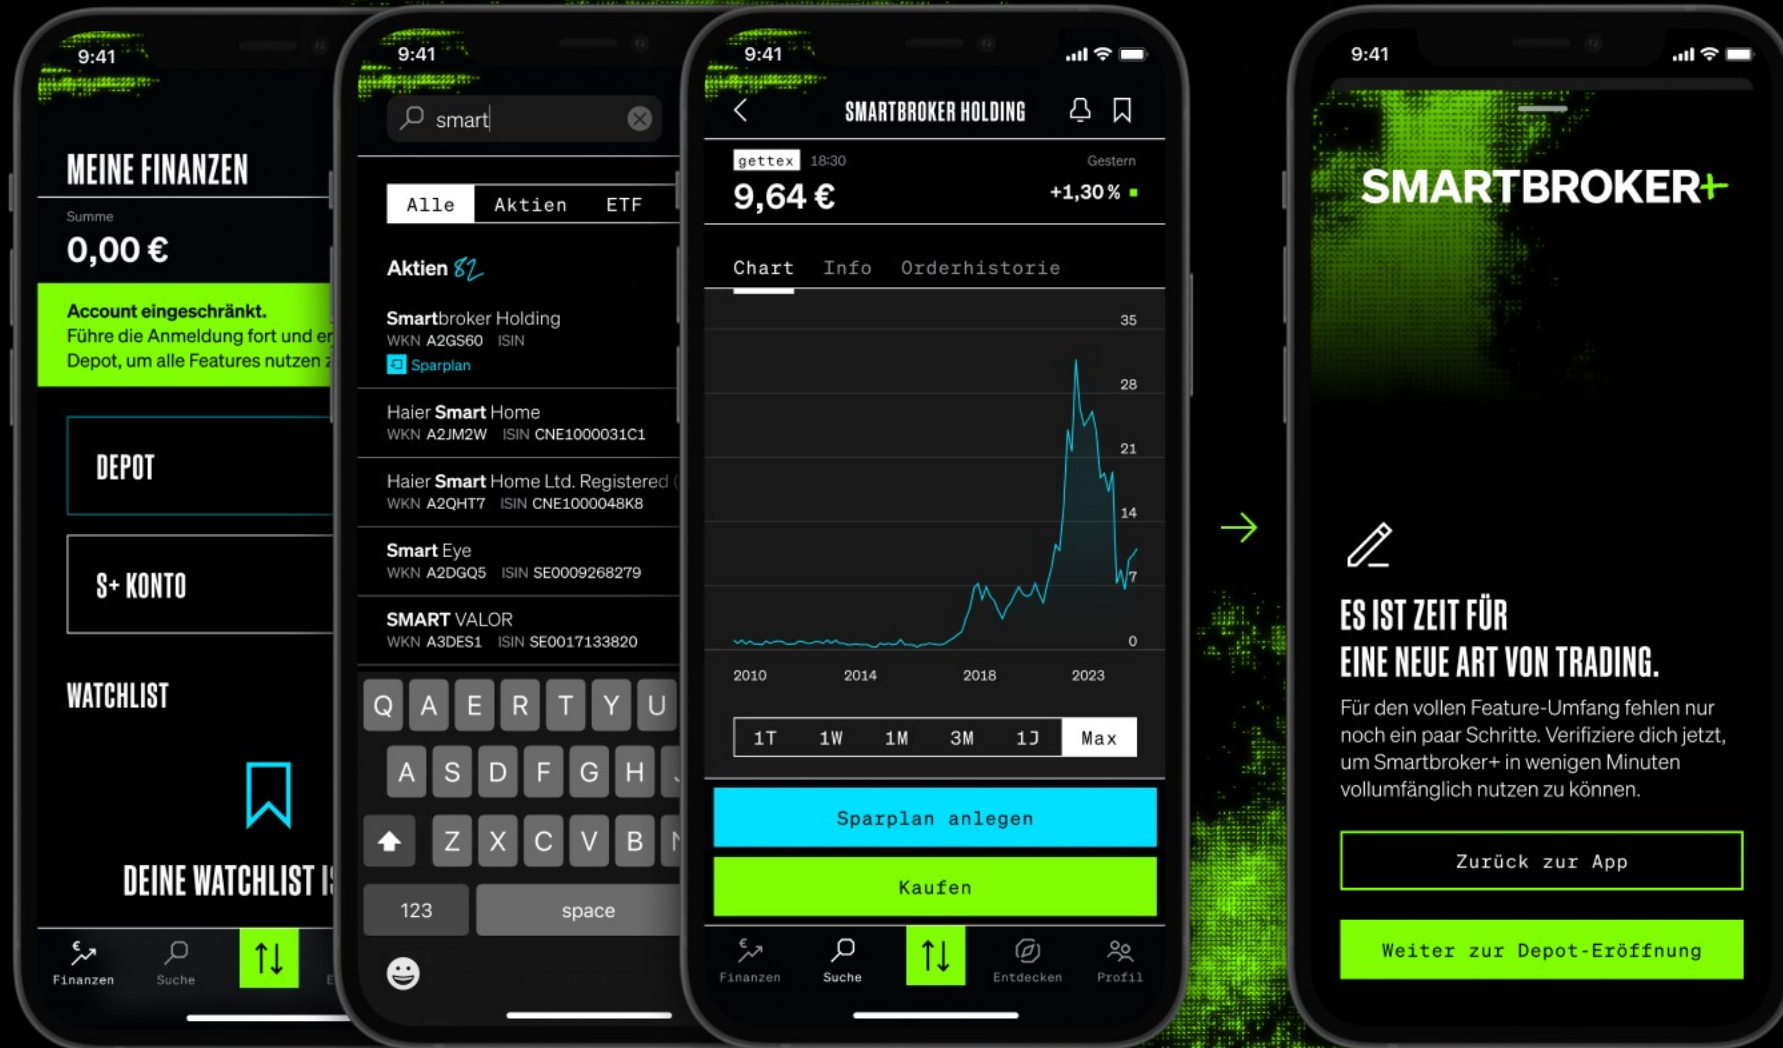 9:41
MEINE FINANZEN
Summe
0,00 €
Account eingeschränkt.
Führe die Anmeldung fort und
Depot, um alle Features nutzen
DEPOT
S+ KONTO
WATCHLIST
DEINE WATCHLIST
Finanzen Suche
9:41
smart
Alle Aktien ETF
Aktien 82
Smartbroker Holding
WKN A2GS60 ISIN
Sparplan
Haier Smart Home
WKN A2JM2W ISIN CNE1000031C1
Haier Smart Home Ltd. Registered
WKN A2QHT7 ISIN CNE1000048K8
Smart Eye
WKN A2DGQ5 ISIN SE0009268279
SMART VALOR
WKN A3DES1 ISIN SE0017133820
Q A E R T Y U
A S D F G H
Z X C V B
123 space
9:41
SMARTBROKER HOLDING
gettex 18:30 Gestern
9,64 € +1,30 %
Chart Info Orderhistorie
35
28
21
14
7
0
2010 2014 2018 2023
1T 1W 1M 3M 1J Max
Sparplan anlegen
Kaufen
Finanzen Suche Entdecken Profil
9:41
SMARTBROKER+
ES IST ZEIT FÜR
EINE NEUE ART VON TRADING.
Für den vollen Feature-Umfang fehlen nur
noch ein paar Schritte. Verifiziere dich jetzt,
um Smartbroker+ in wenigen Minuten
vollumfänglich nutzen zu können.
Zurück zur App
Weiter zur Depot-Eröffnung